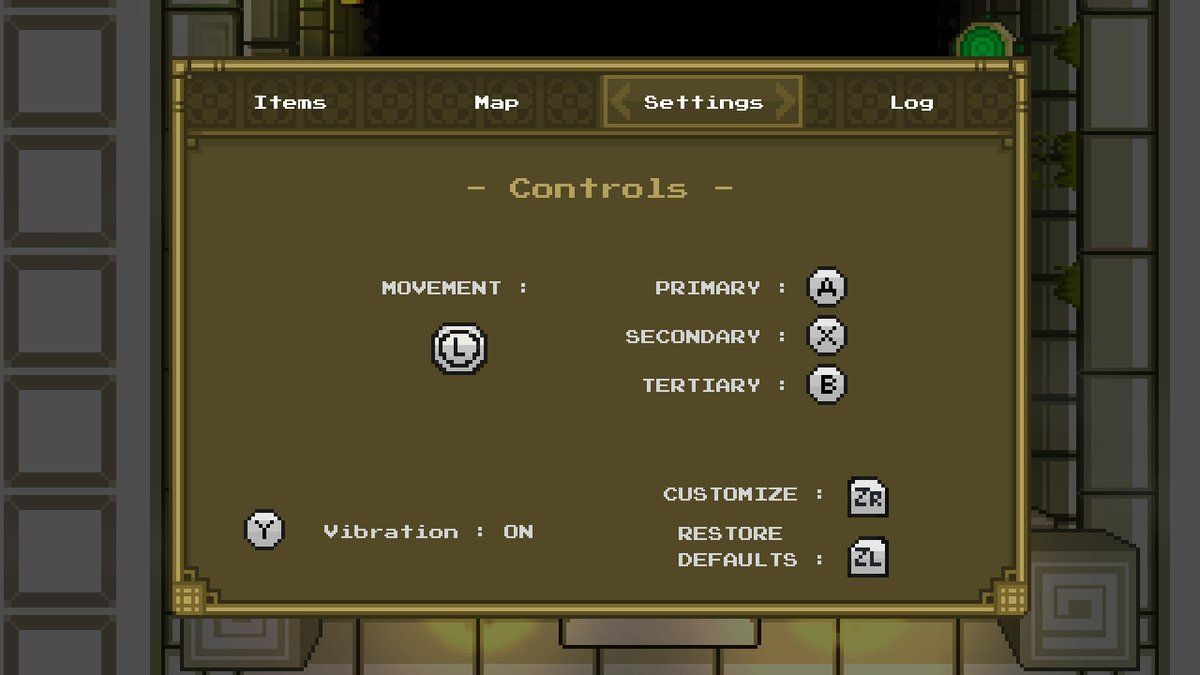 Items Map Settings Log
- Controls -
MOVEMENT :
L
PRIMARY : A
SECONDARY : X
TERTIARY : B
Y Vibration : ON
CUSTOMIZE : ZR
RESTORE
DEFAULTS : ZL